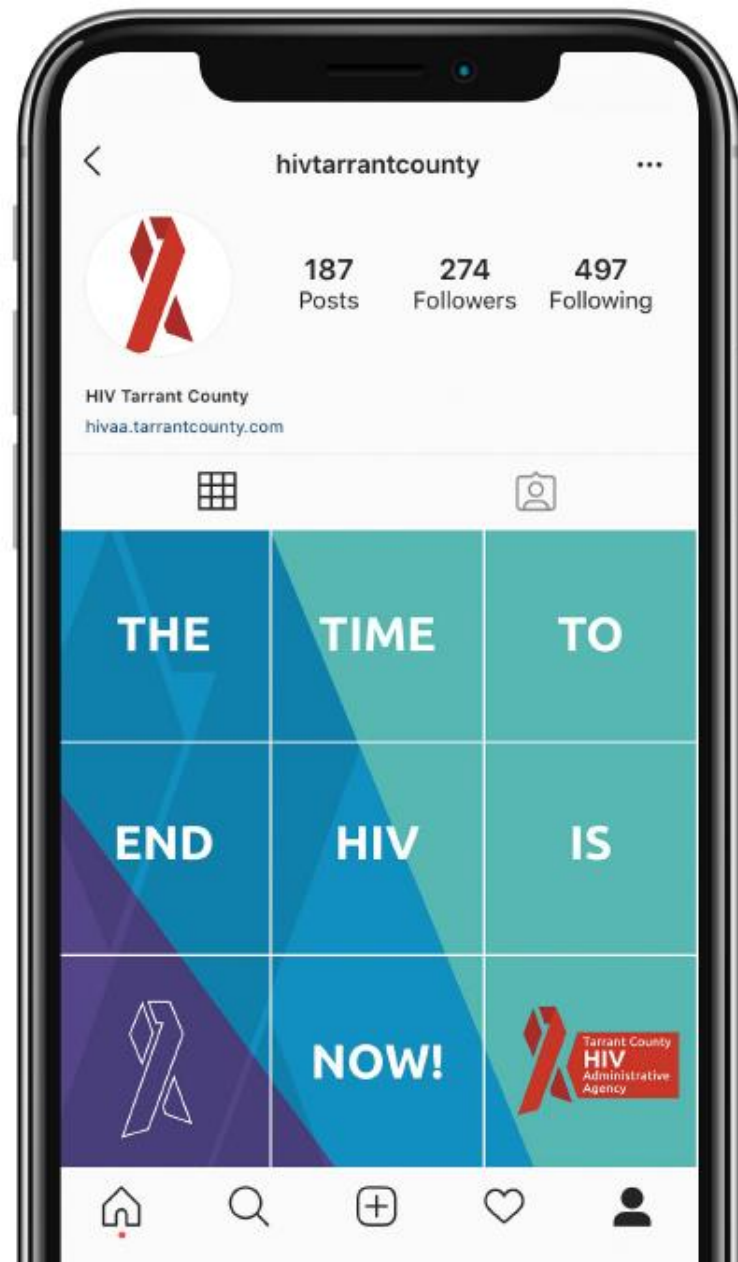 hivtarrantcounty
187 274 497
Posts Followers Following
HIV Tarrant County
hivaa.tarrantcounty.com
THE TIME TO
END HIV IS
NOW!
Tarrant County
HIV
Administrative
Agency